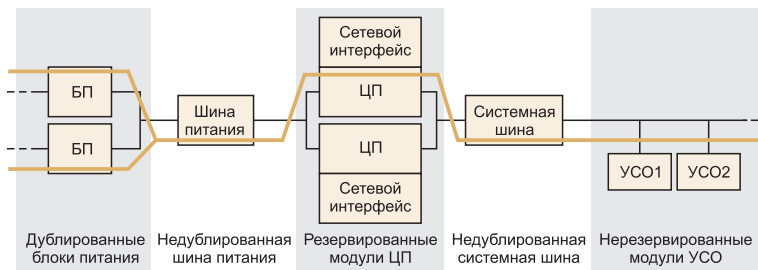 Сетевой
интерфейс
БП
ЦП
Шина
питания
Системная
шина
БП
ЦП
УСО1
УСО2
Сетевой
интерфейс
Дублированные
блоки питания
Недублированная
шина питания
Резервированные
модули ЦП
Недублированная
системная шина
Нерезервированные
модули УСО